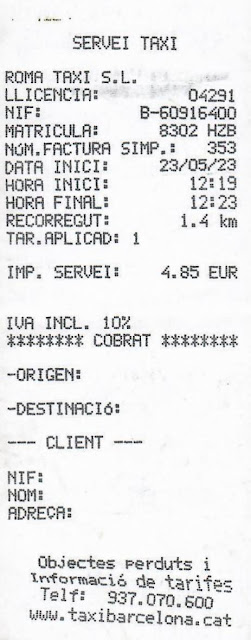 SERVEI TAXI
ROMA TAXI S.L.
LLICENCIA: 04291
NIF: B-60916400
MATRICULA: 8302 HZB
NúM.FACTURA SIMP.: 353
DATA INICI: 23/05/23
HORA INICI: 12:19
HORA FINAL: 12:23
RECORREGUT: 1.4 km
TAR.APLICAD: 1
IMP. SERVEI: 4.85 EUR
IVA INCL. 10%
******** COBRAT ********
-ORIGEN:
-DESTINACIó:
--- CLIENT ---
NIF:
NOM:
ADREÇA:
Objectes perduts i
Informació de tarifes
Telf: 937.070.600
www.taxibarcelona.cat